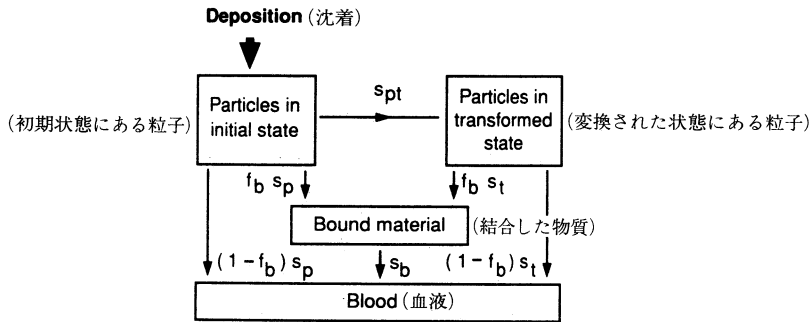 Deposition (沈着)
(初期状態にある粒子)
Particles in
initial state
s_pt
Particles in
transformed
state
(変換された状態にある粒子)
f_b s_p
f_b s_t
Bound material
(結合した物質)
(1 − f_b) s_p
s_b
(1 − f_b) s_t
Blood (血液)